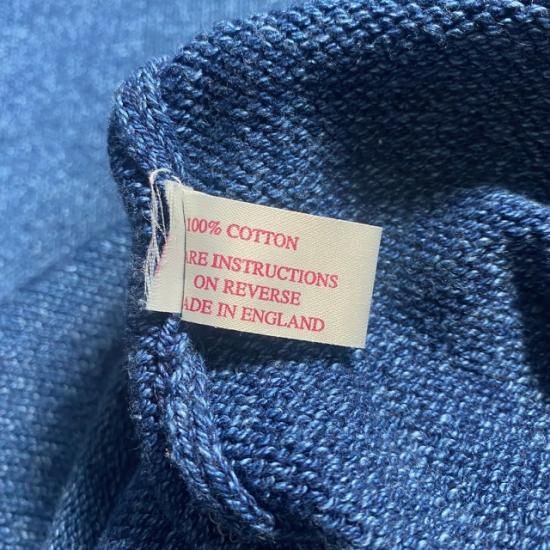 100% COTTON
ARE INSTRUCTIONS
ON REVERSE
ADE IN ENGLAND